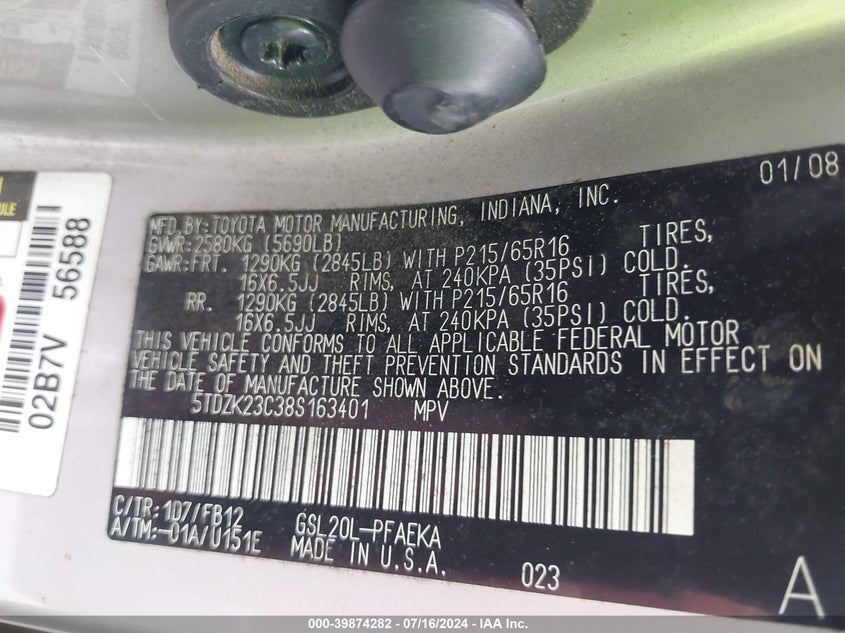 01/08
MFD.BY:TOYOTA MOTOR MANUFACTURING, INDIANA, INC.
GVWR:2580KG (5690LB)
GAWR:FRT. 1290KG (2845LB) WITH P215/65R16 TIRES,
16X6.5JJ RIMS, AT 240KPA (35PSI) COLD.
RR. 1290KG (2845LB) WITH P215/65R16 TIRES,
16X6.5JJ RIMS, AT 240KPA (35PSI) COLD.
THIS VEHICLE CONFORMS TO ALL APPLICABLE FEDERAL MOTOR
VEHICLE SAFETY AND THEFT PREVENTION STANDARDS IN EFFECT ON
THE DATE OF MANUFACTURE SHOWN ABOVE.
5TDZK23C38S163401 MPV
C/TR:1D7/FB12 GSL20L-PFAEKA
A/TM:-01A/U151E MADE IN U.S.A.
023
A
02B7V 56588
000-39874282 - 07/16/2024 - IAA Inc.